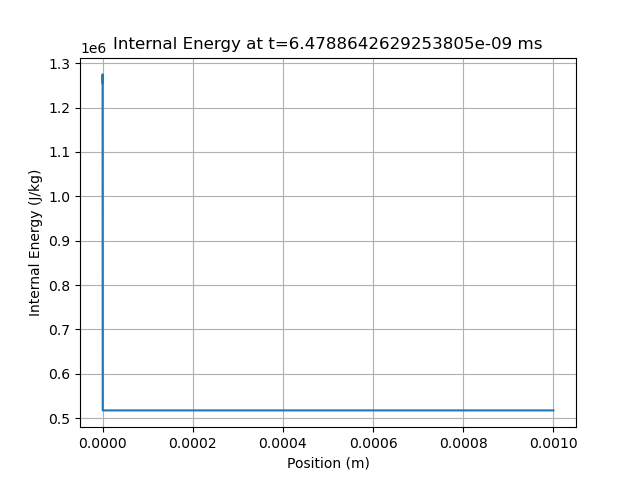 Internal Energy at t=6.4788642629253805e-09 ms
1e6
Internal Energy (J/kg)
1.3
1.2
1.1
1.0
0.9
0.8
0.7
0.6
0.5
0.0000 0.0002 0.0004 0.0006 0.0008 0.0010
Position (m)